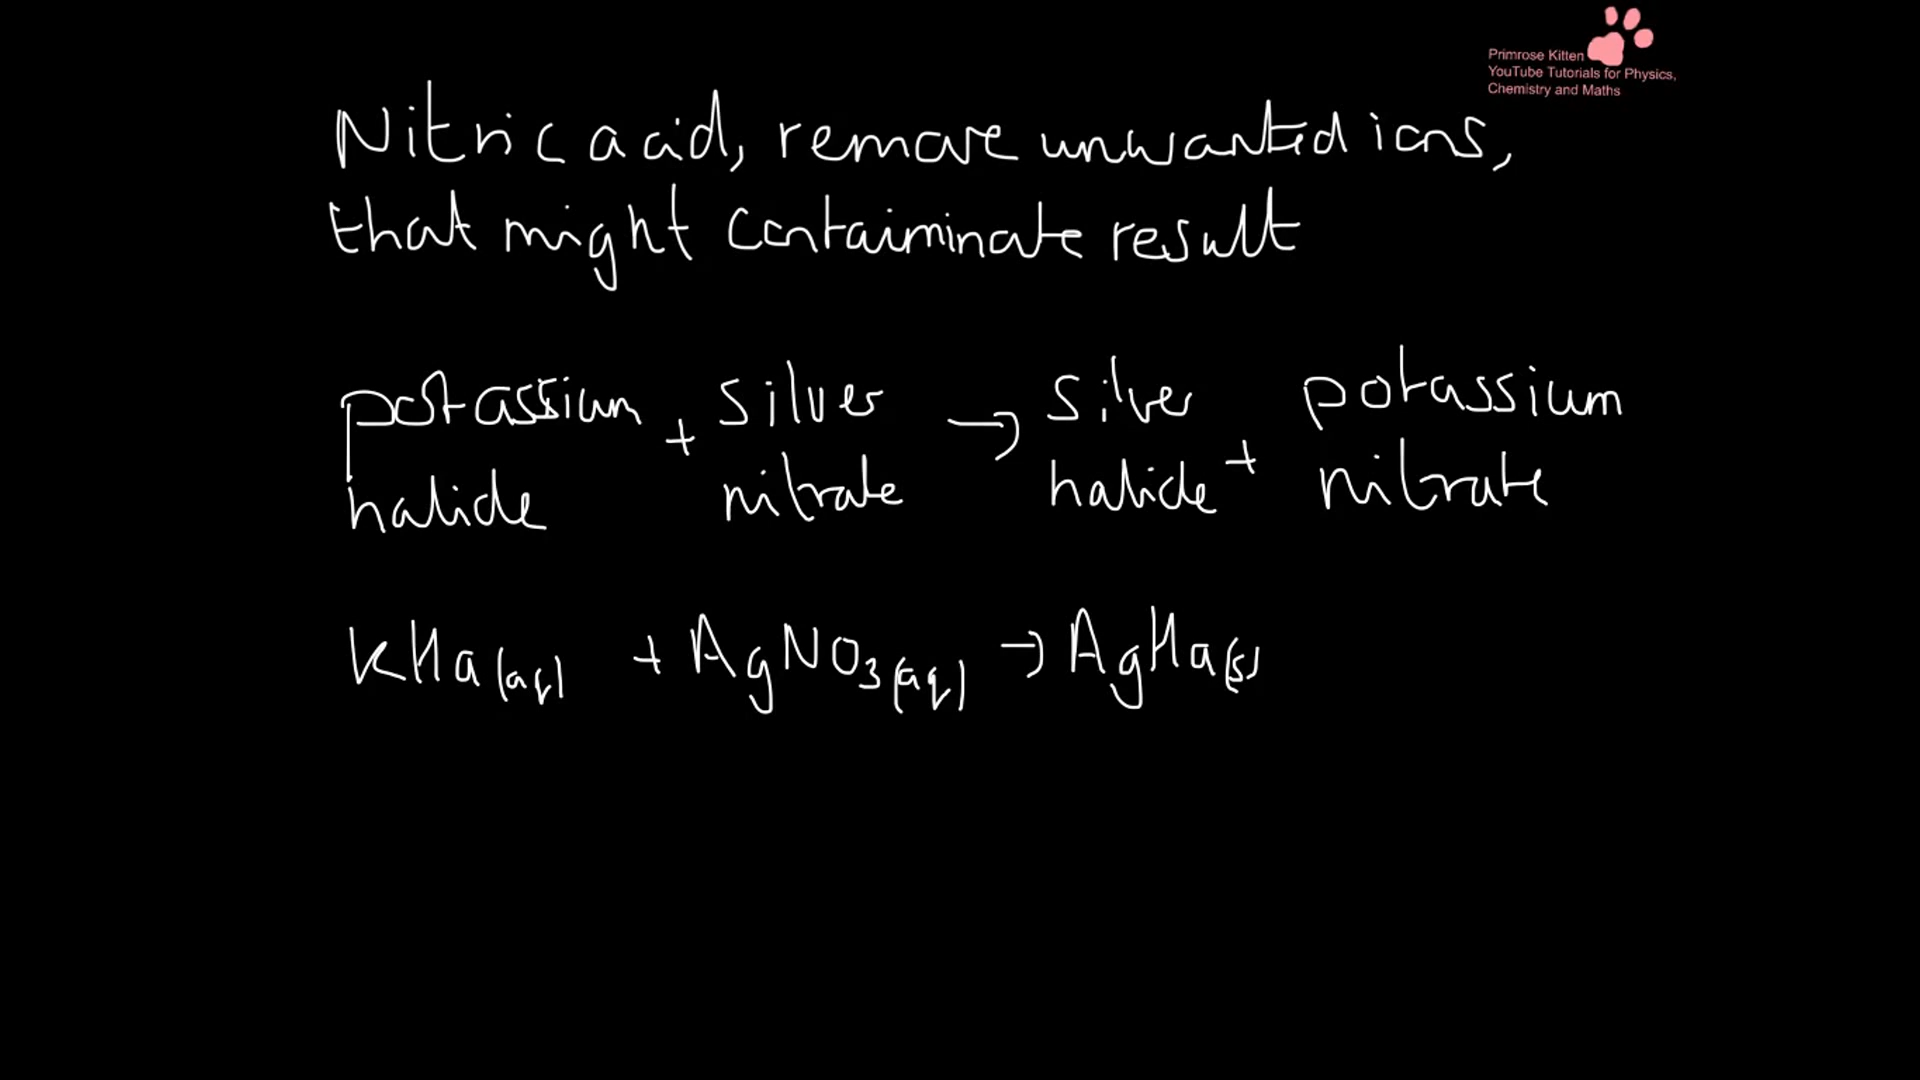 Primrose Kitten
YouTube Tutorials for Physics,
Chemistry and Maths
Nitric acid, remove unwanted ions,
that might contaiminate result
potassium + silver → silver + potassium
halide nitrate halide nitrate
KHa(aq) + AgNO3(aq) → AgHa(s)